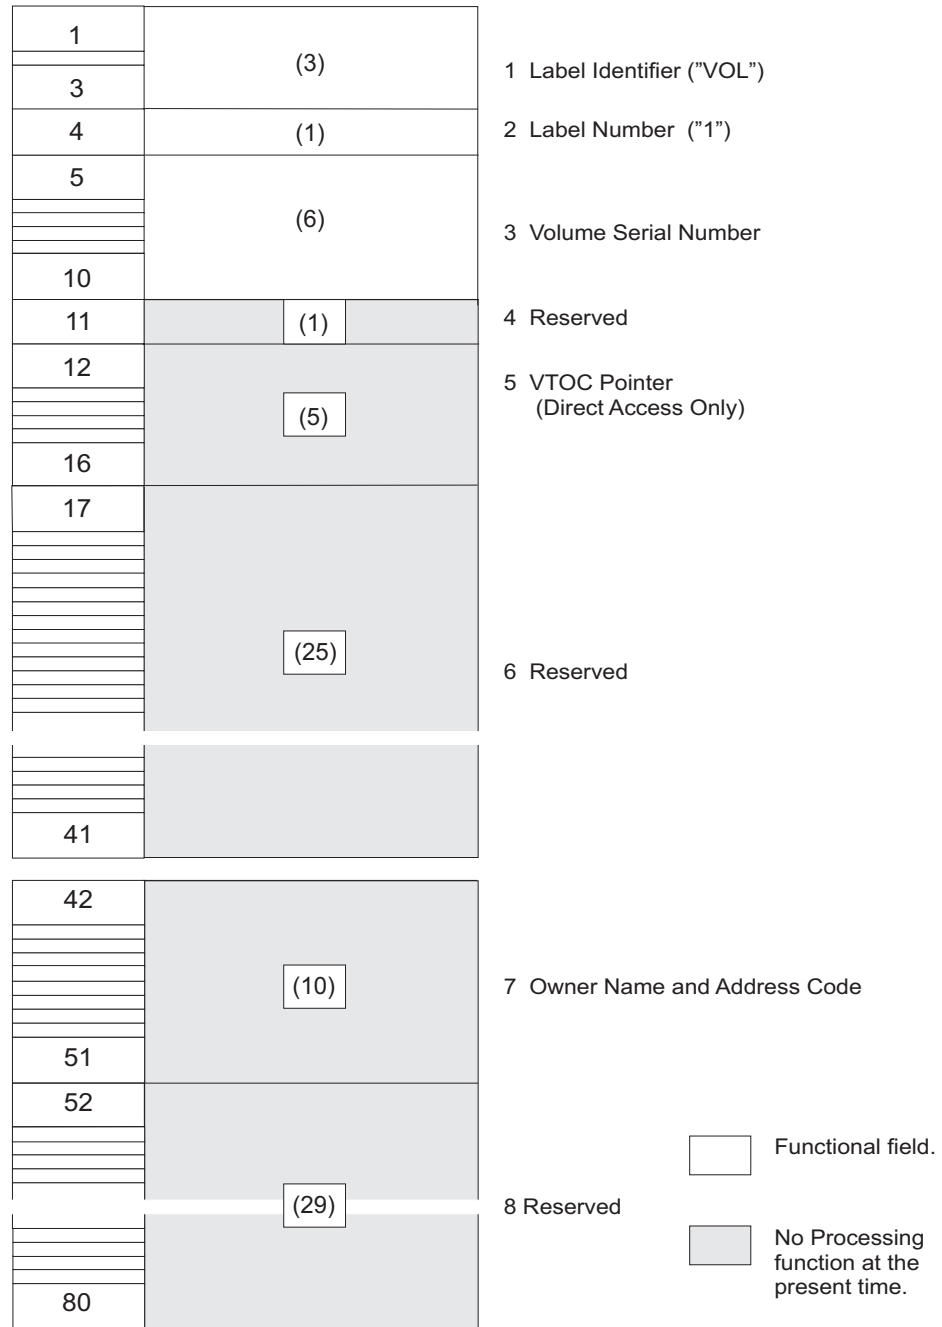 1
(3)
1 Label Identifier ("VOL")
3
4
(1)
2 Label Number ("1")
5
(6)
3 Volume Serial Number
10
11
(1)
4 Reserved
12
(5)
5 VTOC Pointer
(Direct Access Only)
16
17
(25)
6 Reserved
41
42
(10)
7 Owner Name and Address Code
51
52
(29)
8 Reserved
80
Functional field.
No Processing
function at the
present time.